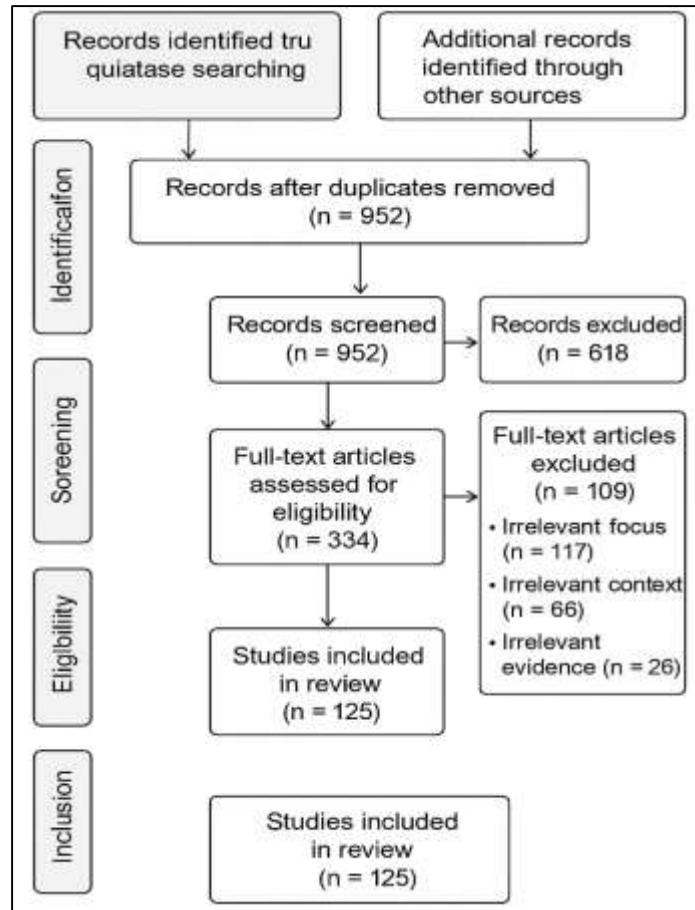 Records identified tru
quiatase searching
Additional records
identified through
other sources
Identificalfon
Records after duplicates removed
(n = 952)
Records screened
(n = 952)
Records excluded
(n = 618
Soreening
Full-text articles
assessed for
eligibility
(n = 334)
Full-text articles
excluded
(n = 109)
• Irrelevant focus
(n = 117)
• Irrelevant context
(n = 66)
• Irrelevant
evidence (n = 26)
Eligibiliity
Studies included
in review
(n = 125)
Inclusion
Studies included
in review
(n = 125)